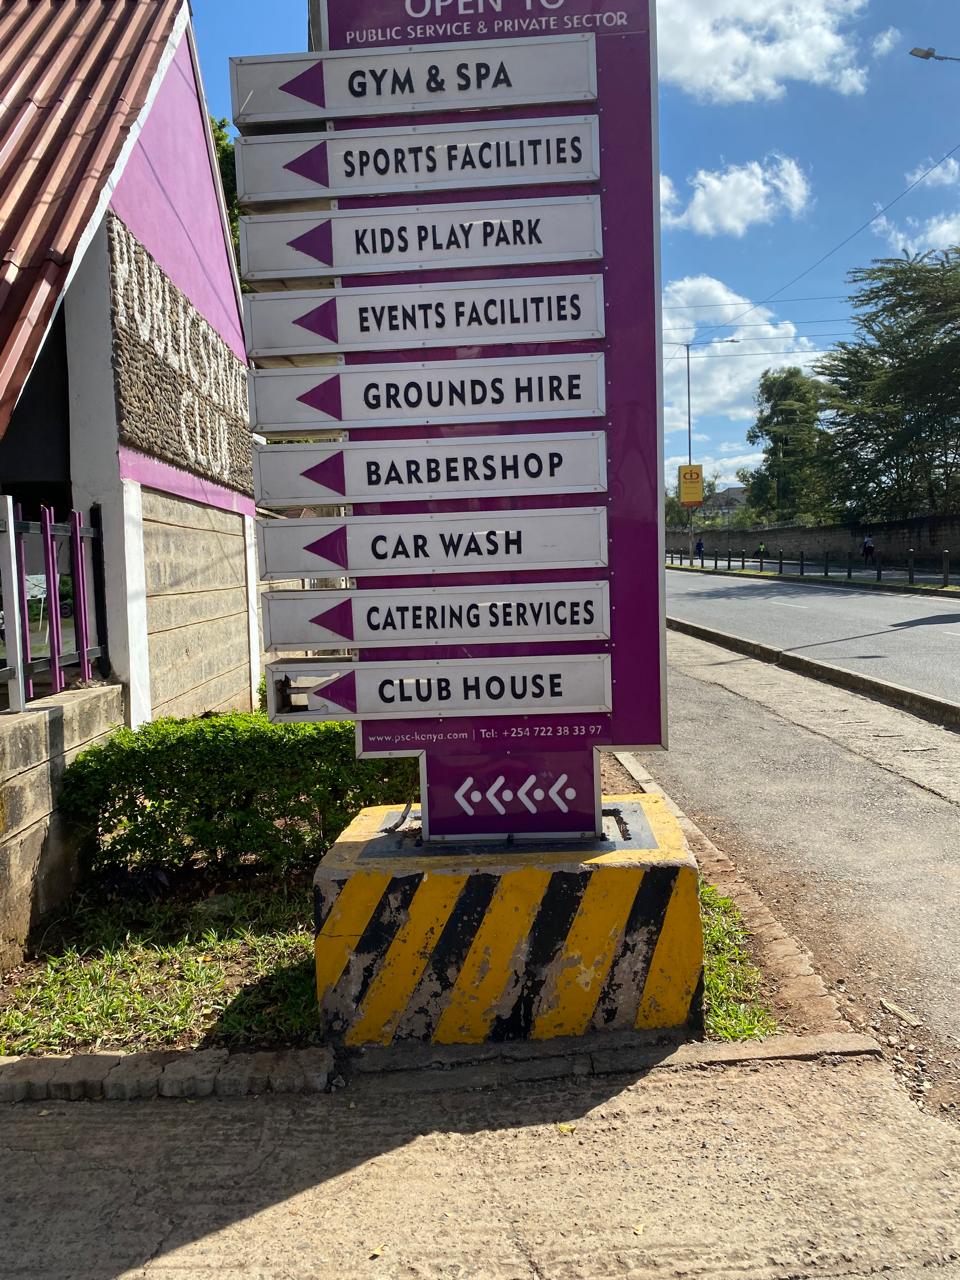 OPEN TO
PUBLIC SERVICE & PRIVATE SECTOR
GYM & SPA
SPORTS FACILITIES
KIDS PLAY PARK
EVENTS FACILITIES
GROUNDS HIRE
BARBERSHOP
CAR WASH
CATERING SERVICES
CLUB HOUSE
www.psc-kenya.com | Tel: +254 722 38 33 97
CLUB